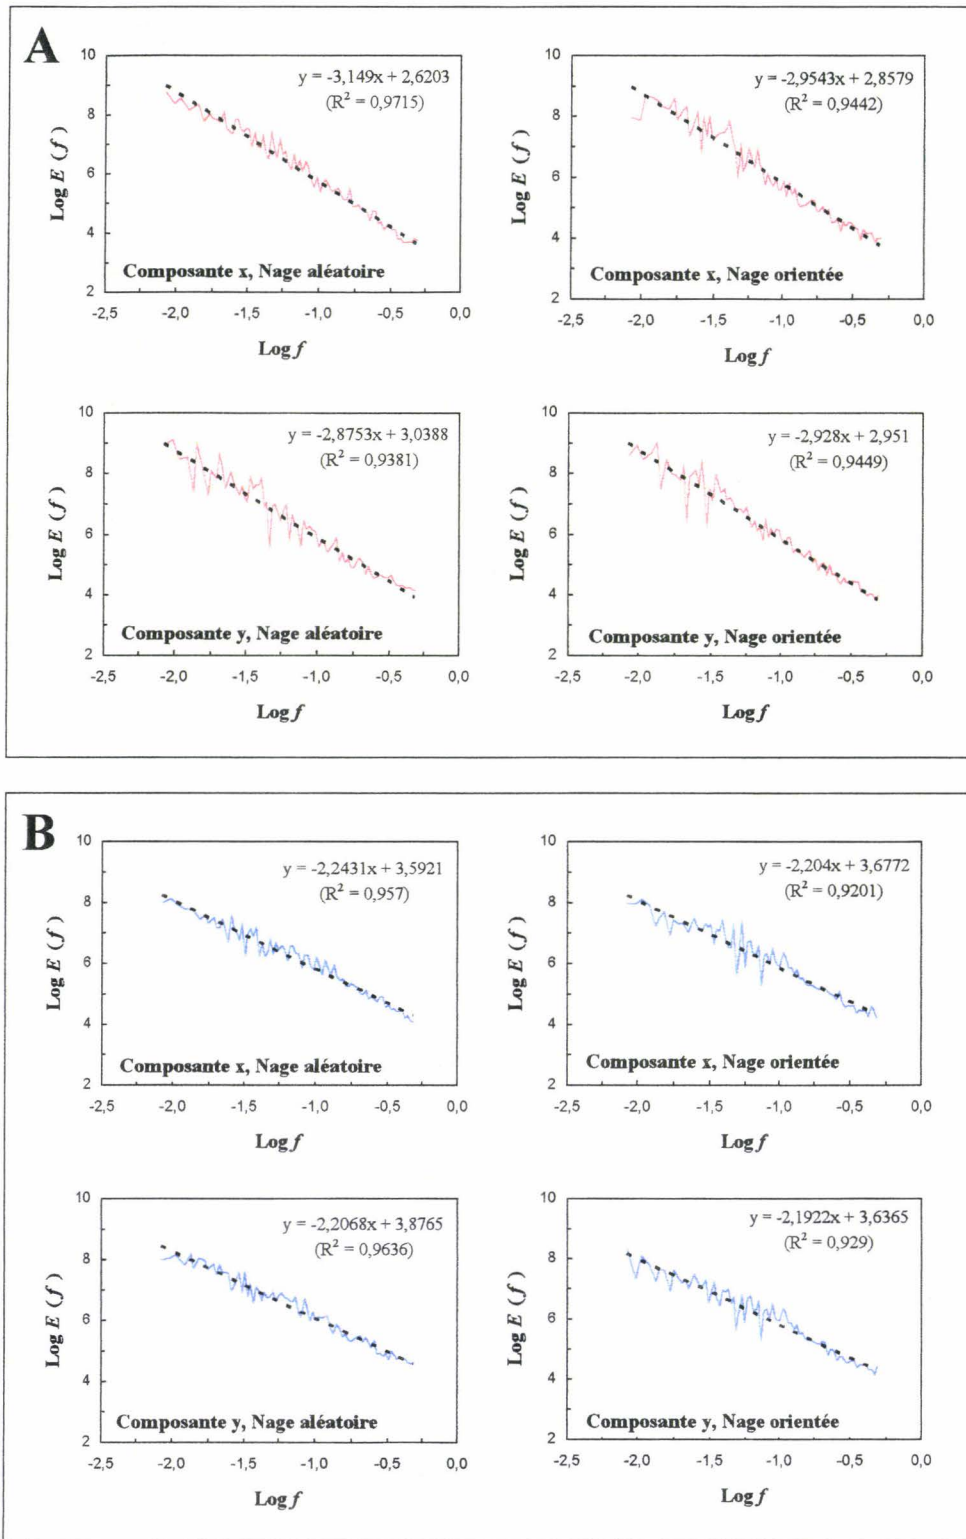 A
y = -3,149x + 2,6203
(R² = 0,9715)
Log E (f)
10
8
6
4
2
Composante x, Nage aléatoire
-2,5 -2,0 -1,5 -1,0 -0,5 0,0
Log f
y = -2,9543x + 2,8579
(R² = 0,9442)
Log E (f)
10
8
6
4
2
Composante x, Nage orientée
-2,5 -2,0 -1,5 -1,0 -0,5 0,0
Log f
y = -2,8753x + 3,0388
(R² = 0,9381)
Log E (f)
10
8
6
4
2
Composante y, Nage aléatoire
-2,5 -2,0 -1,5 -1,0 -0,5 0,0
Log f
y = -2,928x + 2,951
(R² = 0,9449)
Log E (f)
10
8
6
4
2
Composante y, Nage orientée
-2,5 -2,0 -1,5 -1,0 -0,5 0,0
Log f
B
y = -2,2431x + 3,5921
(R² = 0,957)
Log E (f)
10
8
6
4
2
Composante x, Nage aléatoire
-2,5 -2,0 -1,5 -1,0 -0,5 0,0
Log f
y = -2,204x + 3,6772
(R² = 0,9201)
Log E (f)
10
8
6
4
2
Composante x, Nage orientée
-2,5 -2,0 -1,5 -1,0 -0,5 0,0
Log f
y = -2,2068x + 3,8765
(R² = 0,9636)
Log E (f)
10
8
6
4
2
Composante y, Nage aléatoire
-2,5 -2,0 -1,5 -1,0 -0,5 0,0
Log f
y = -2,1922x + 3,6365
(R² = 0,929)
Log E (f)
10
8
6
4
2
Composante y, Nage orientée
-2,5 -2,0 -1,5 -1,0 -0,5 0,0
Log f